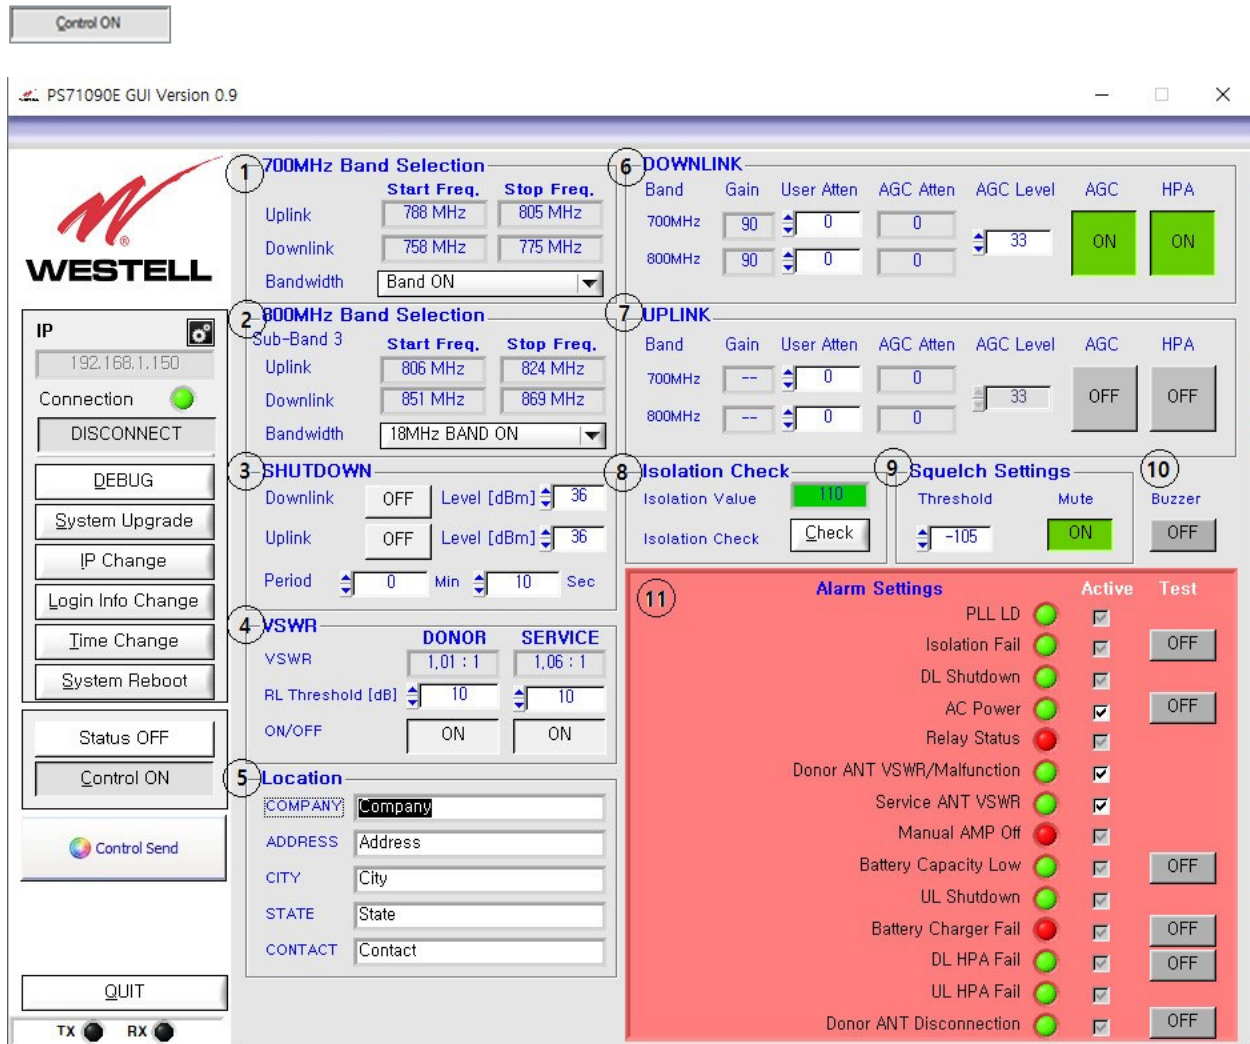 Control ON
PS71090E GUI Version 0.9
WESTELL
®
IP
192.168.1.150
Connection
DISCONNECT
DEBUG
System Upgrade
IP Change
Login Info Change
Time Change
System Reboot
Status OFF
Control ON
Control Send
QUIT
TX RX
1 700MHz Band Selection
Start Freq. Stop Freq.
Uplink 788 MHz 805 MHz
Downlink 758 MHz 775 MHz
Bandwidth Band ON
2 800MHz Band Selection
Sub-Band 3 Start Freq. Stop Freq.
Uplink 806 MHz 824 MHz
Downlink 851 MHz 869 MHz
Bandwidth 18MHz BAND ON
3 SHUTDOWN
Downlink OFF Level [dBm] 36
Uplink OFF Level [dBm] 36
Period 0 Min 10 Sec
4 VSWR
DONOR SERVICE
VSWR 1,01 : 1 1,06 : 1
RL Threshold [dB] 10 10
ON/OFF ON ON
5 Location
COMPANY Company
ADDRESS Address
CITY City
STATE State
CONTACT Contact
6 DOWNLINK
Band Gain User Atten AGC Atten AGC Level AGC HPA
700MHz 90 0 0
33 ON ON
800MHz 90 0 0
7 UPLINK
Band Gain User Atten AGC Atten AGC Level AGC HPA
700MHz -- 0 0
33 OFF OFF
800MHz -- 0 0
8 Isolation Check
Isolation Value 110
Isolation Check Check
9 Squelch Settings
Threshold Mute
-105 ON
10
Buzzer
OFF
11 Alarm Settings Active Test
PLL LD
Isolation Fail OFF
DL Shutdown
AC Power OFF
Relay Status
Donor ANT VSWR/Malfunction
Service ANT VSWR
Manual AMP Off
Battery Capacity Low OFF
UL Shutdown
Battery Charger Fail OFF
DL HPA Fail OFF
UL HPA Fail
Donor ANT Disconnection OFF